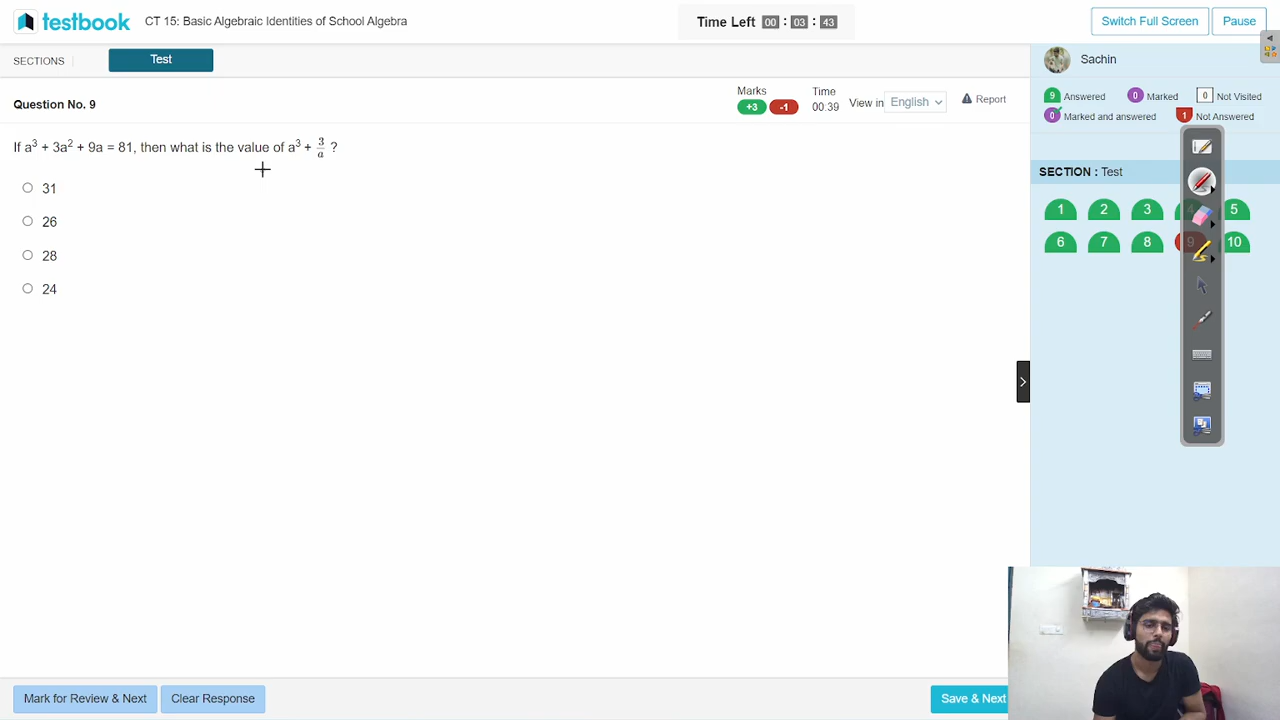 testbook
CT 15: Basic Algebraic Identities of School Algebra
Time Left 00 : 03 : 43
Switch Full Screen
Pause
SECTIONS
Test
Sachin
Question No. 9
Marks
+3 -1
Time
00:39
View in English
Report
9 Answered
0 Marked
0 Not Visited
0 Marked and answered
1 Not Answered
If a³ + 3a² + 9a = 81, then what is the value of a³ + 3/a ?
31
26
28
24
SECTION : Test
1 2 3 4 5
6 7 8 9 10
Mark for Review & Next
Clear Response
Save & Next